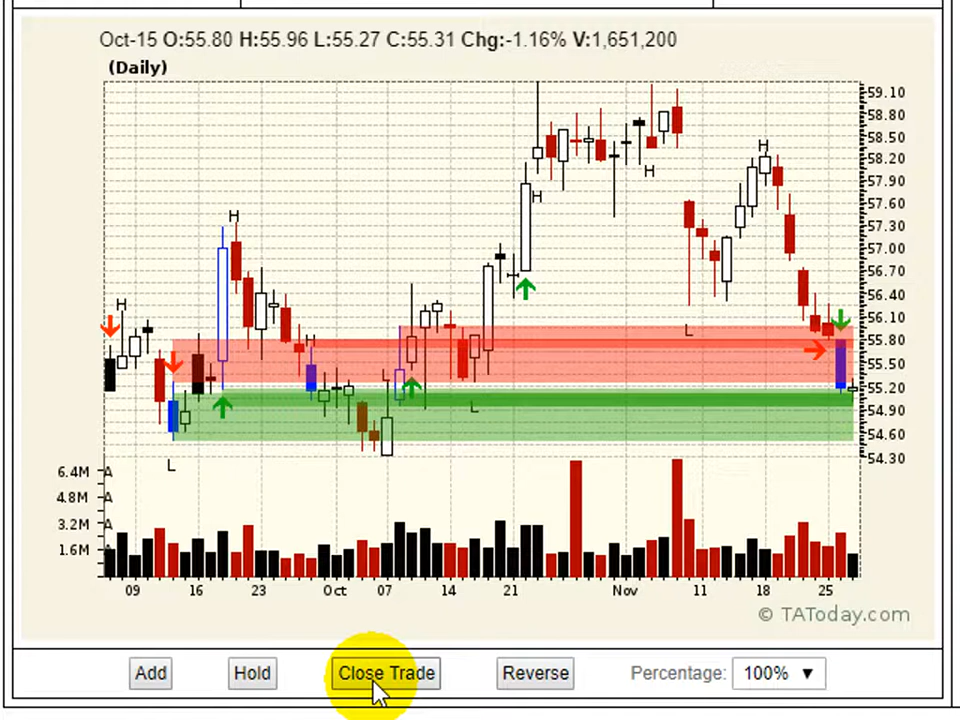 Oct-15 O:55.80 H:55.96 L:55.27 C:55.31 Chg:-1.16% V:1,651,200
(Daily)
59.10
58.80
58.50
58.20
57.90
57.60
57.30
57.00
56.70
56.40
56.10
55.80
55.50
55.20
54.90
54.60
54.30
H
H
H
H
H
H
L
L
L
L
6.4M A
4.8M A
3.2M A
1.6M A
09 16 23 Oct 07 14 21 Nov 11 18 25
© TAToday.com
Add Hold Close Trade Reverse Percentage: 100% ▼